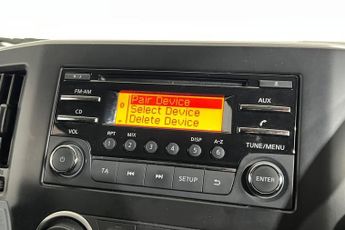 Pair Device
Select Device
Delete Device
FM•AM
CD
VOL
AUX
TUNE/MENU
RPT MIX DISP A-Z
1 2 3 4 5 6
TA
SETUP
ENTER